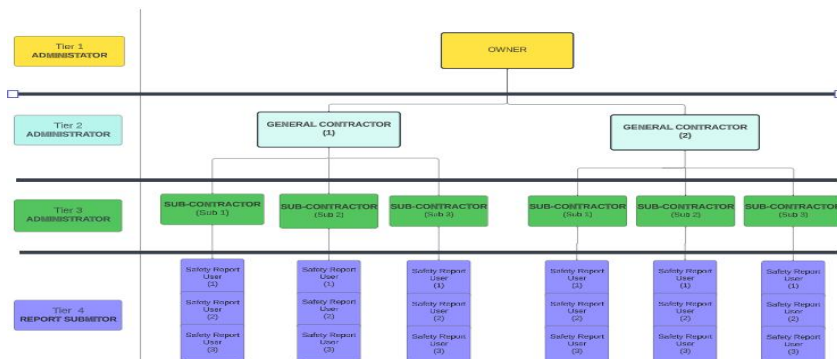 Tier 1
ADMINISTATOR
OWNER
Tier 2
ADMINISTRATOR
GENERAL CONTRACTOR
(1)
GENERAL CONTRACTOR
(2)
Tier 3
ADMINISTRATOR
SUB-CONTRACTOR
(Sub 1)
SUB-CONTRACTOR
(Sub 2)
SUB-CONTRACTOR
(Sub 3)
SUB-CONTRACTOR
(Sub 1)
SUB-CONTRACTOR
(Sub 2)
SUB-CONTRACTOR
(Sub 3)
Tier 4
REPORT SUBMITOR
Safety Report
User
(1)
Safety Report
User
(2)
Safety Report
User
(3)
Safety Report
User
(1)
Safety Report
User
(2)
Safety Report
User
(3)
Safety Report
User
(1)
Safety Report
User
(2)
Safety Report
User
(3)
Safety Report
User
(1)
Safety Report
User
(2)
Safety Report
User
(3)
Safety Report
User
(1)
Safety Report
User
(2)
Safety Report
User
(3)
Safety Report
User
(1)
Safety Report
User
(2)
Safety Report
User
(3)